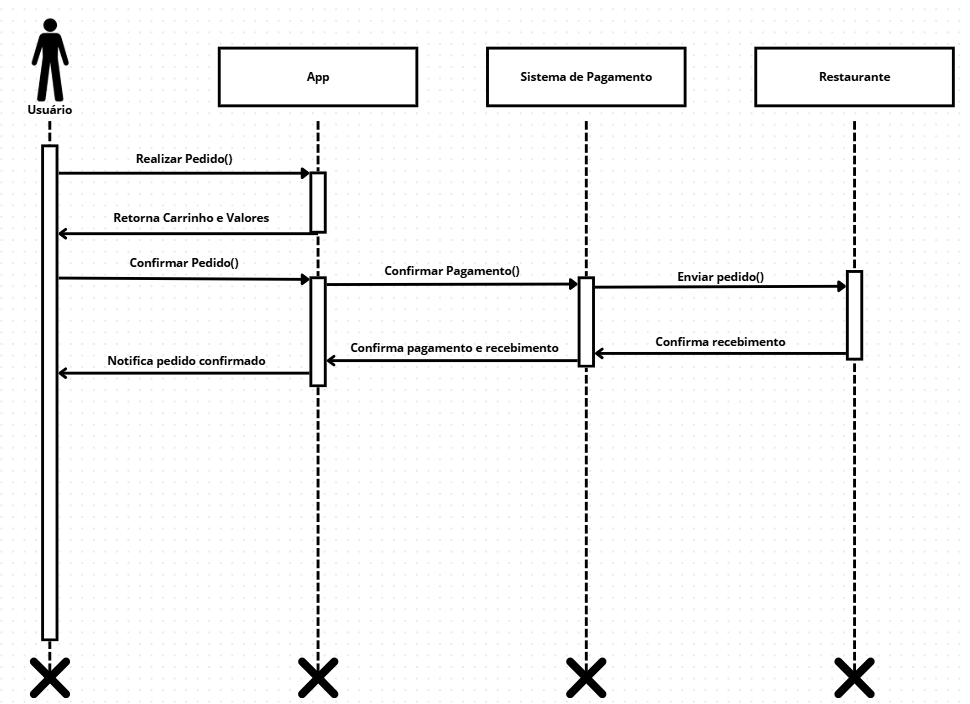 Usuário
App
Sistema de Pagamento
Restaurante
Realizar Pedido()
Retorna Carrinho e Valores
Confirmar Pedido()
Confirmar Pagamento()
Enviar pedido()
Confirma recebimento
Confirma pagamento e recebimento
Notifica pedido confirmado